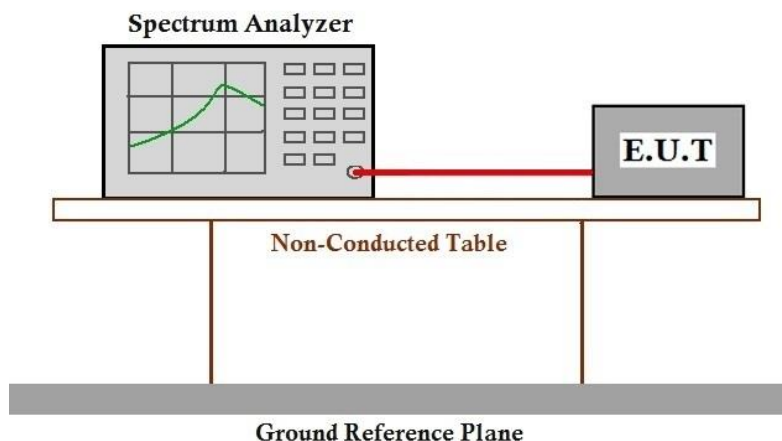 Spectrum Analyzer
E.U.T
Non-Conducted Table
Ground Reference Plane